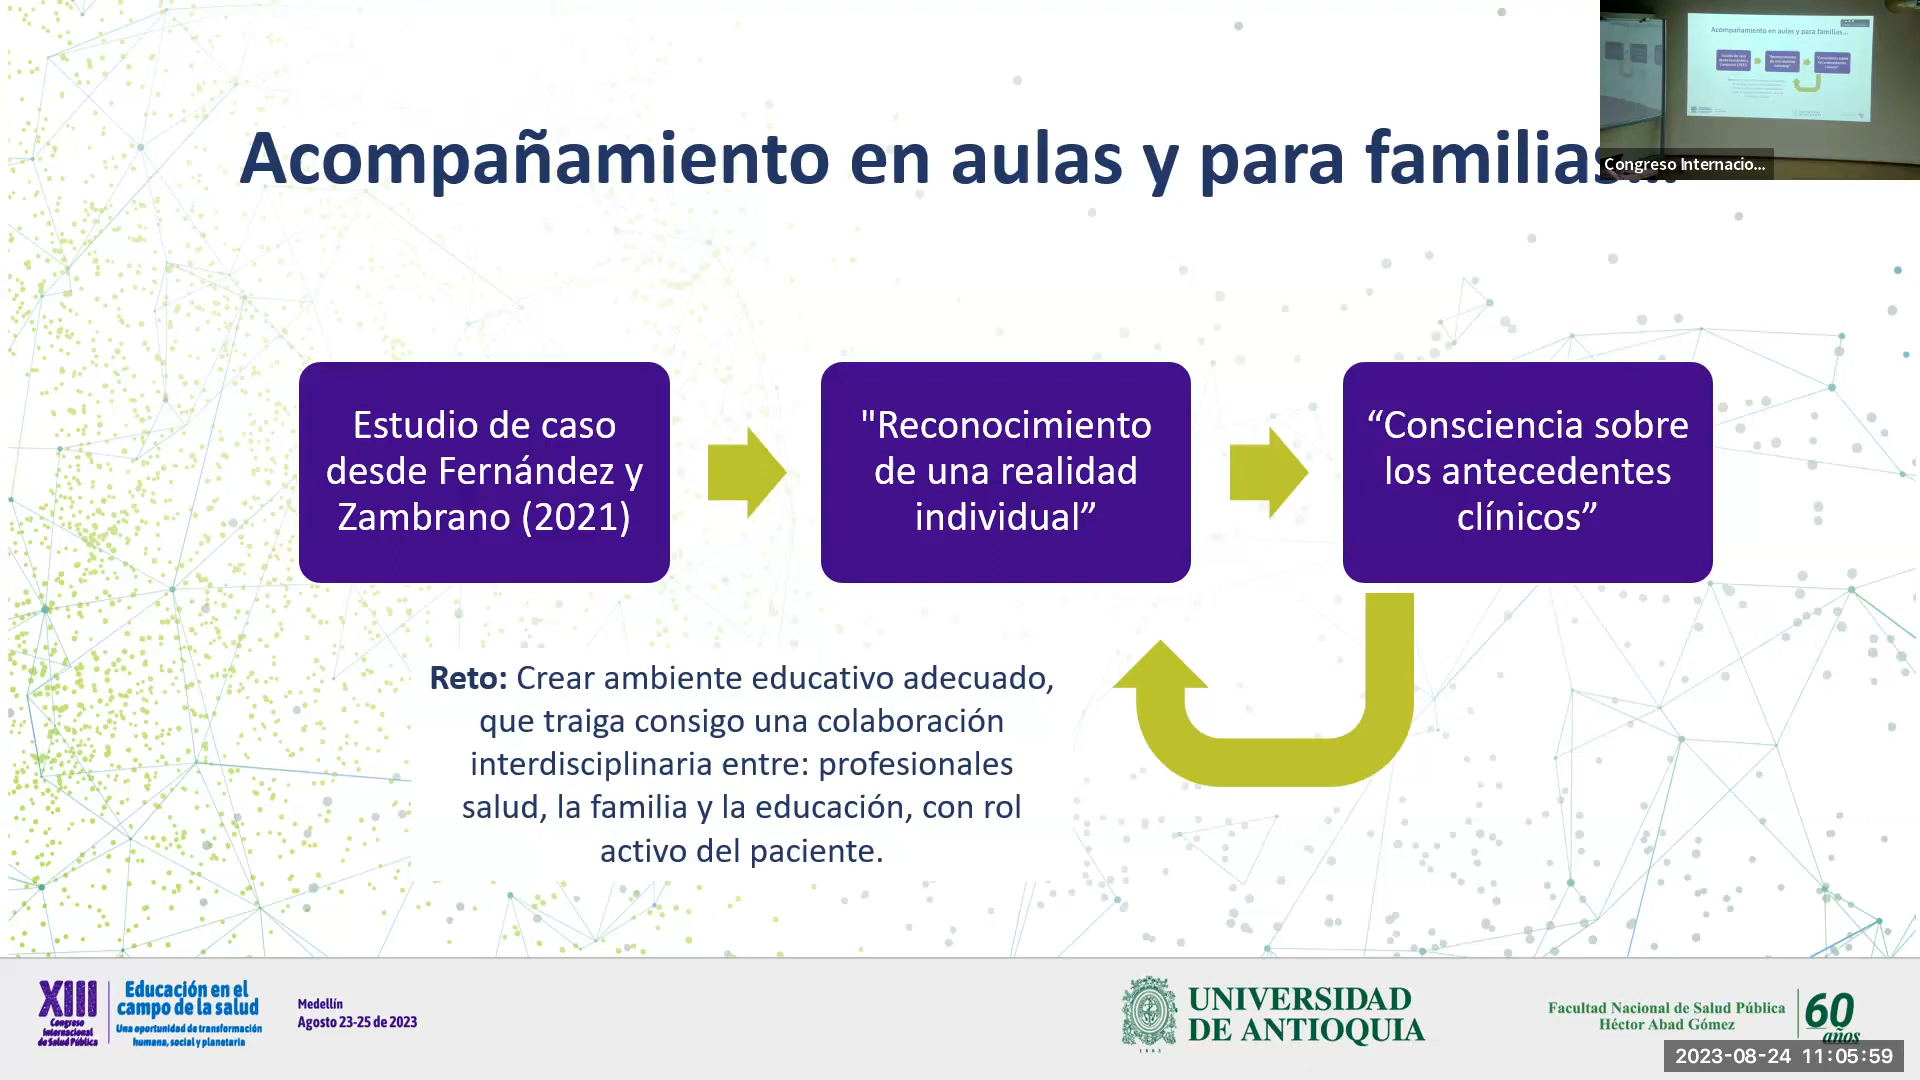 Acompañamiento en aulas y para familias...
Congreso Internacio...
Estudio de caso
desde Fernández y
Zambrano (2021)
"Reconocimiento
de una realidad
individual”
“Consciencia sobre
los antecedentes
clínicos”
Reto: Crear ambiente educativo adecuado,
que traiga consigo una colaboración
interdisciplinaria entre: profesionales
salud, la familia y la educación, con rol
activo del paciente.
XIII
Congreso
Internacional
de Salud Pública
Educación en el
campo de la salud
Una oportunidad de transformación
humana, social y planetaria
Medellín
Agosto 23-25 de 2023
UNIVERSIDAD
DE ANTIOQUIA
1803
Facultad Nacional de Salud Pública
Héctor Abad Gómez
60
años
2023-08-24 11:05:59